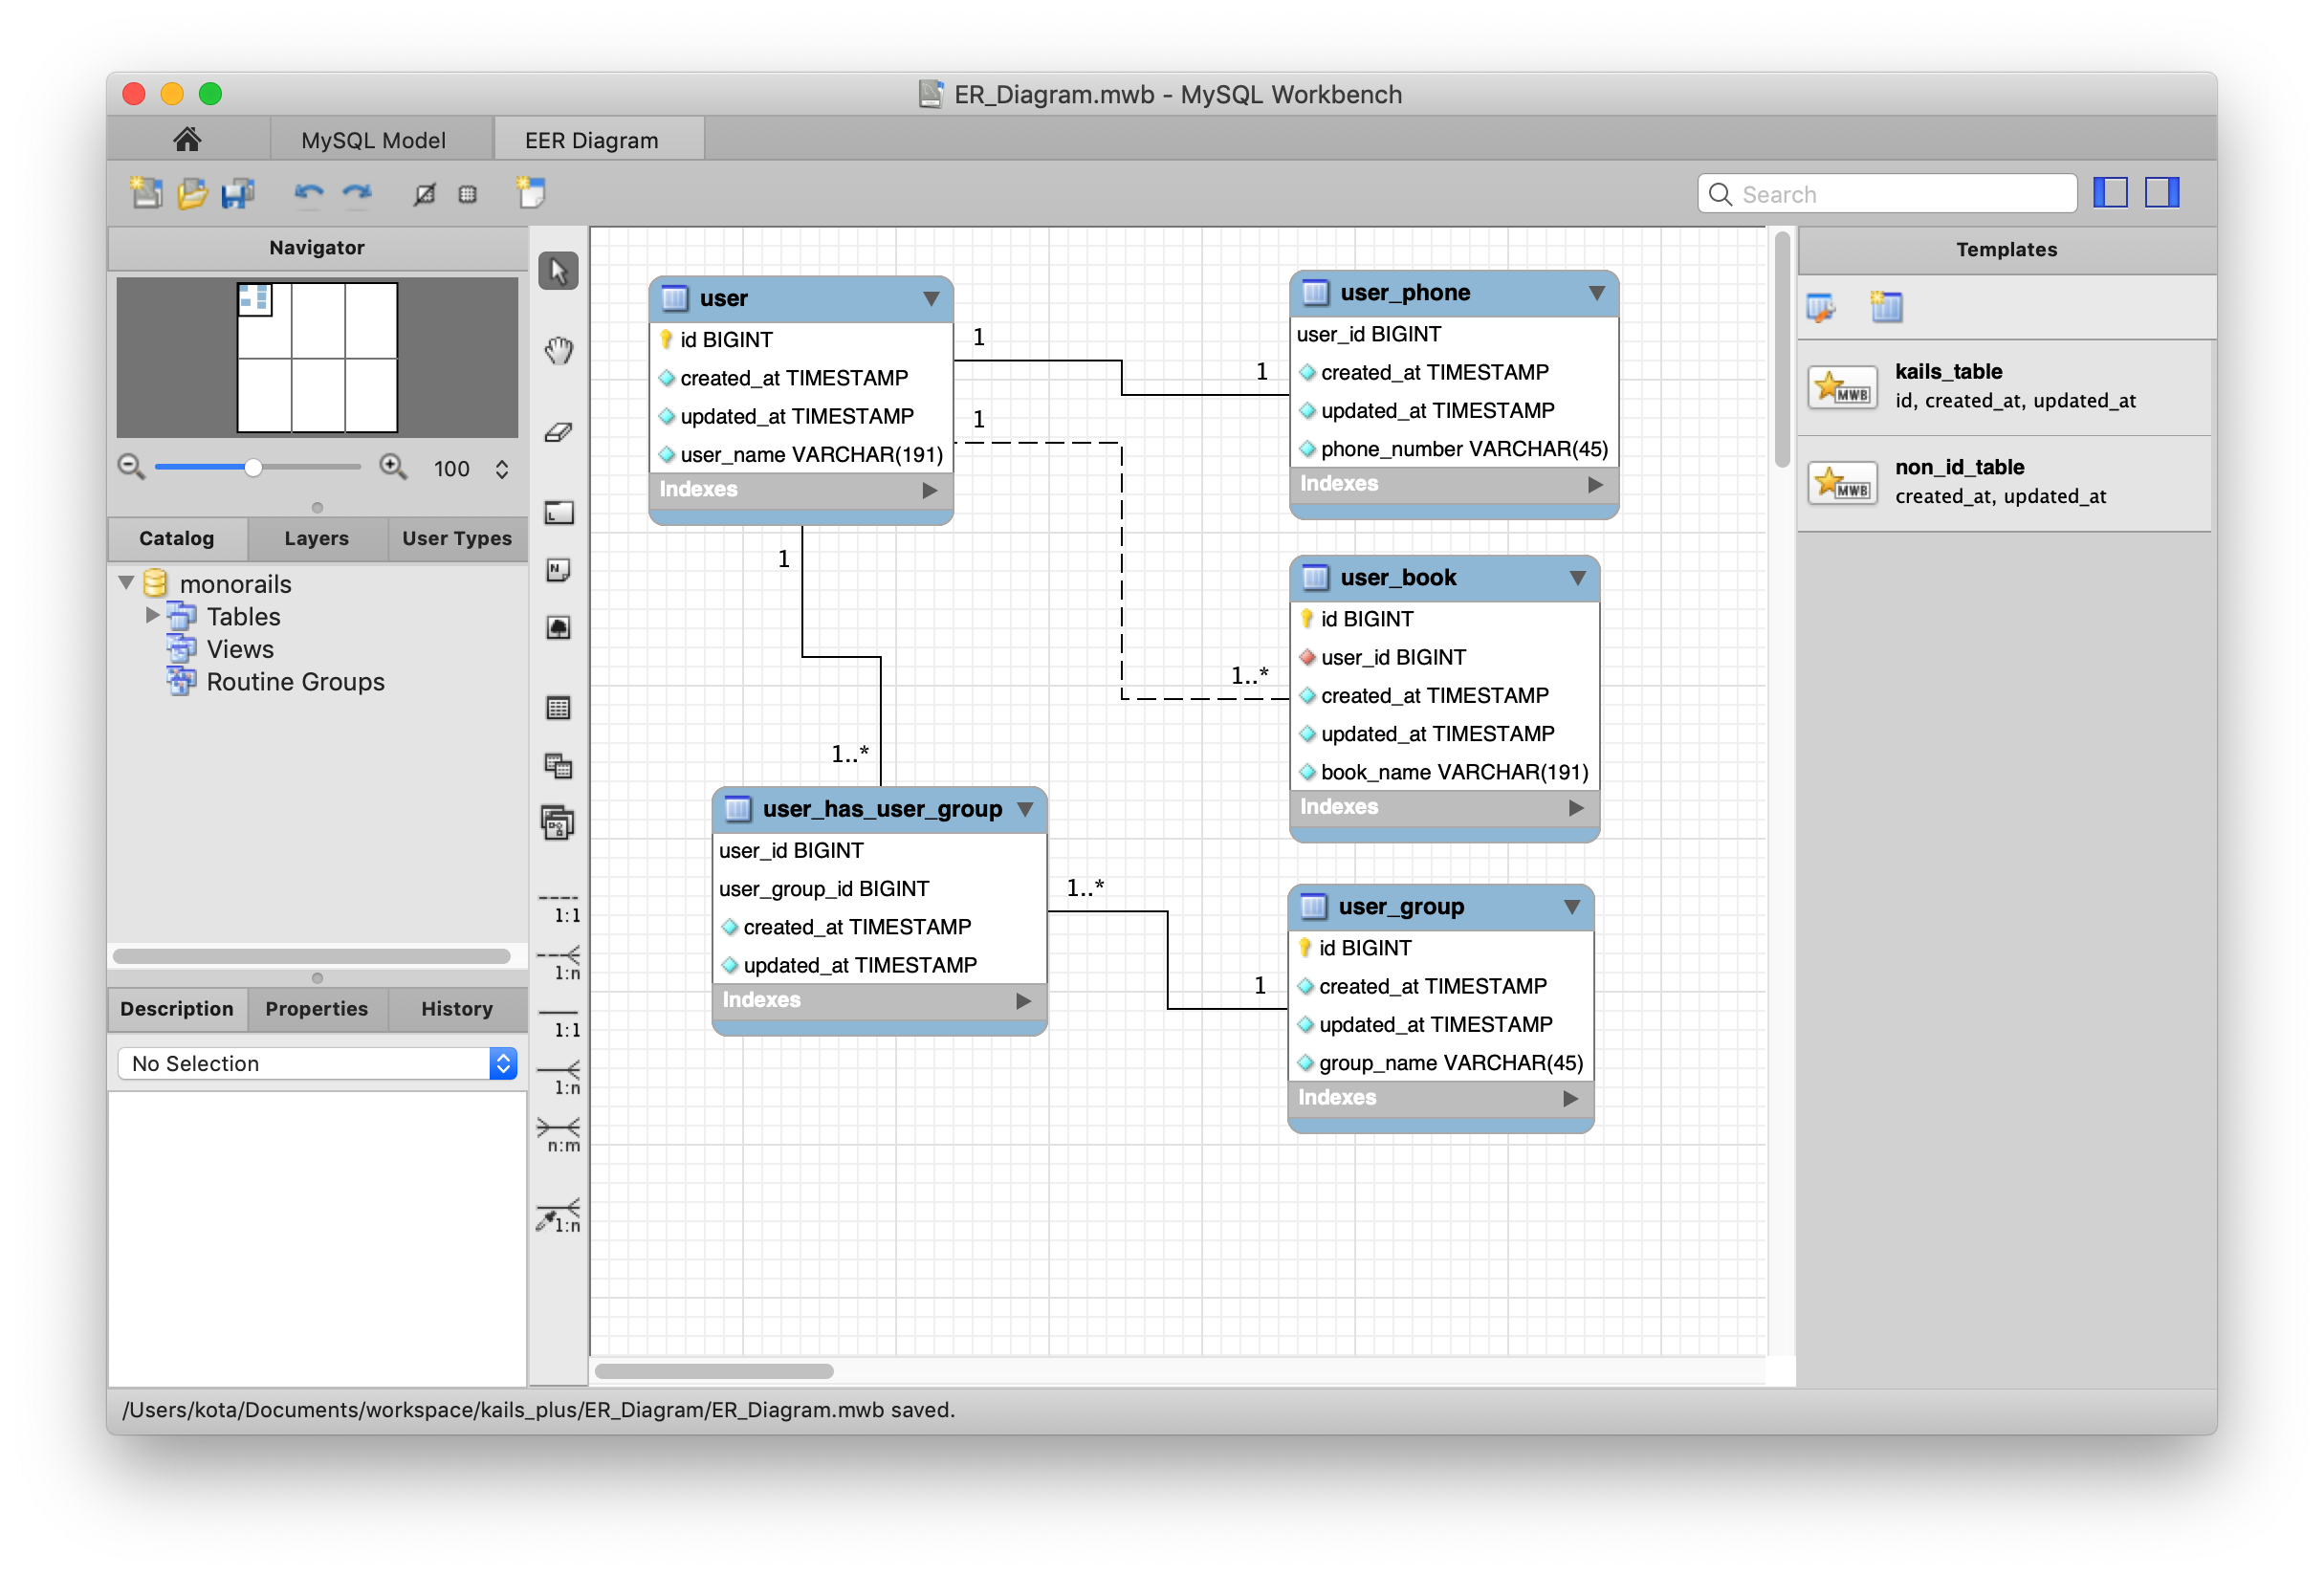 ER_Diagram.mwb - MySQL Workbench
MySQL Model
EER Diagram
Search
Navigator
100
Catalog
Layers
User Types
monorails
Tables
Views
Routine Groups
Description
Properties
History
No Selection
L
N
1:1
1:n
1:1
1:n
n:m
1:n
user
id BIGINT
created_at TIMESTAMP
updated_at TIMESTAMP
user_name VARCHAR(191)
Indexes
1
1
1
1
1..*
1..*
user_phone
user_id BIGINT
created_at TIMESTAMP
updated_at TIMESTAMP
phone_number VARCHAR(45)
Indexes
user_book
id BIGINT
user_id BIGINT
created_at TIMESTAMP
updated_at TIMESTAMP
book_name VARCHAR(191)
Indexes
user_has_user_group
user_id BIGINT
user_group_id BIGINT
created_at TIMESTAMP
updated_at TIMESTAMP
Indexes
1..*
1
user_group
id BIGINT
created_at TIMESTAMP
updated_at TIMESTAMP
group_name VARCHAR(45)
Indexes
Templates
MWB
kails_table
id, created_at, updated_at
MWB
non_id_table
created_at, updated_at
/Users/kota/Documents/workspace/kails_plus/ER_Diagram/ER_Diagram.mwb saved.